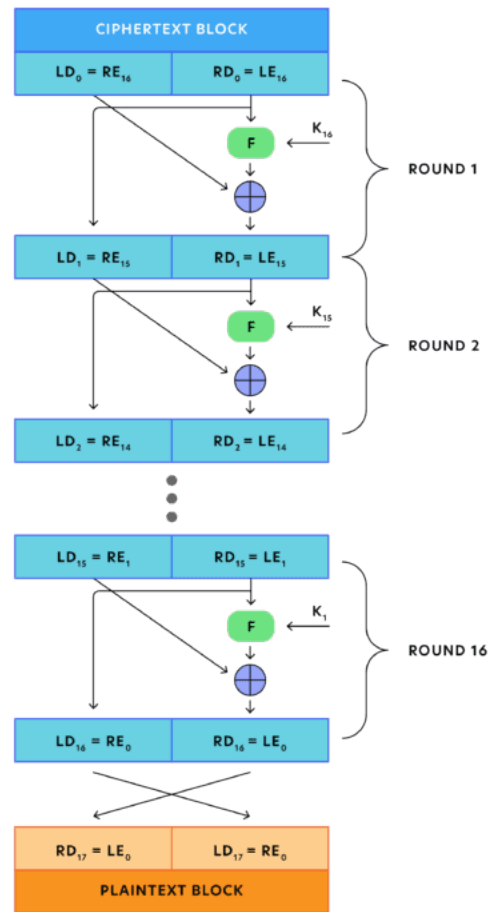 CIPHERTEXT BLOCK
LD₀ = RE₁₆ RD₀ = LE₁₆
K₁₆
F
ROUND 1
LD₁ = RE₁₅ RD₁ = LE₁₅
K₁₅
F
ROUND 2
LD₂ = RE₁₄ RD₂ = LE₁₄
LD₁₅ = RE₁ RD₁₅ = LE₁
K₁
F
ROUND 16
LD₁₆ = RE₀ RD₁₆ = LE₀
RD₁₇ = LE₀ LD₁₇ = RE₀
PLAINTEXT BLOCK